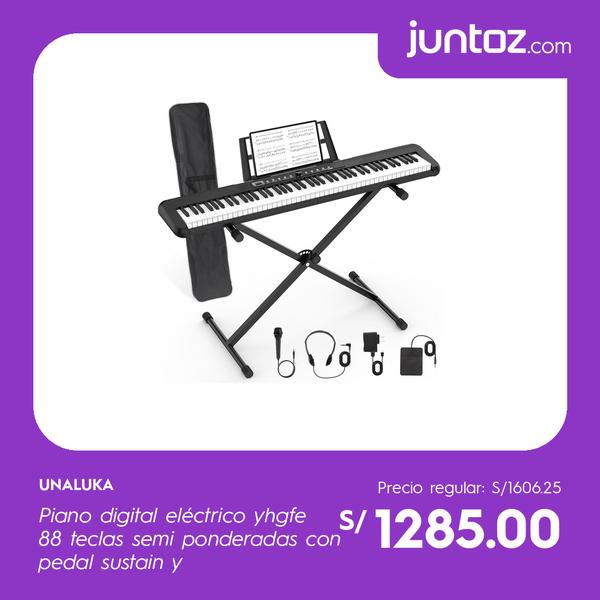 juntoz.com
UNALUKA
Piano digital eléctrico yhgfe
88 teclas semi ponderadas con
pedal sustain y
Precio regular: S/1606.25
S/ 1285.00